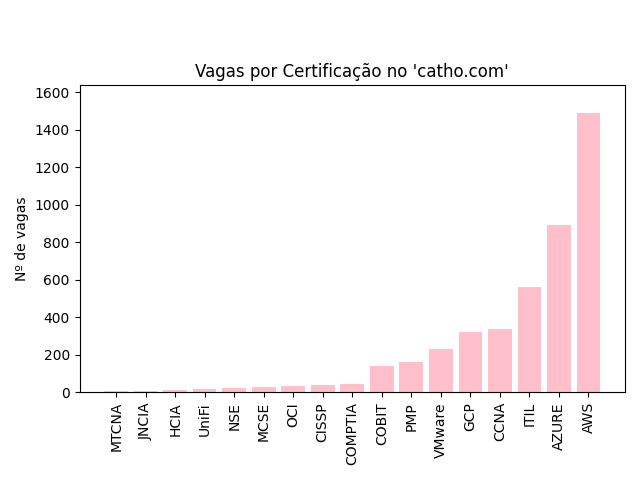 Vagas por Certificação no 'catho.com'
Nº de vagas
1600
1400
1200
1000
800
600
400
200
0
MTCNA
JNCIA
HCIA
UniFi
NSE
MCSE
OCI
CISSP
COMPTIA
COBIT
PMP
VMware
GCP
CCNA
ITIL
AZURE
AWS